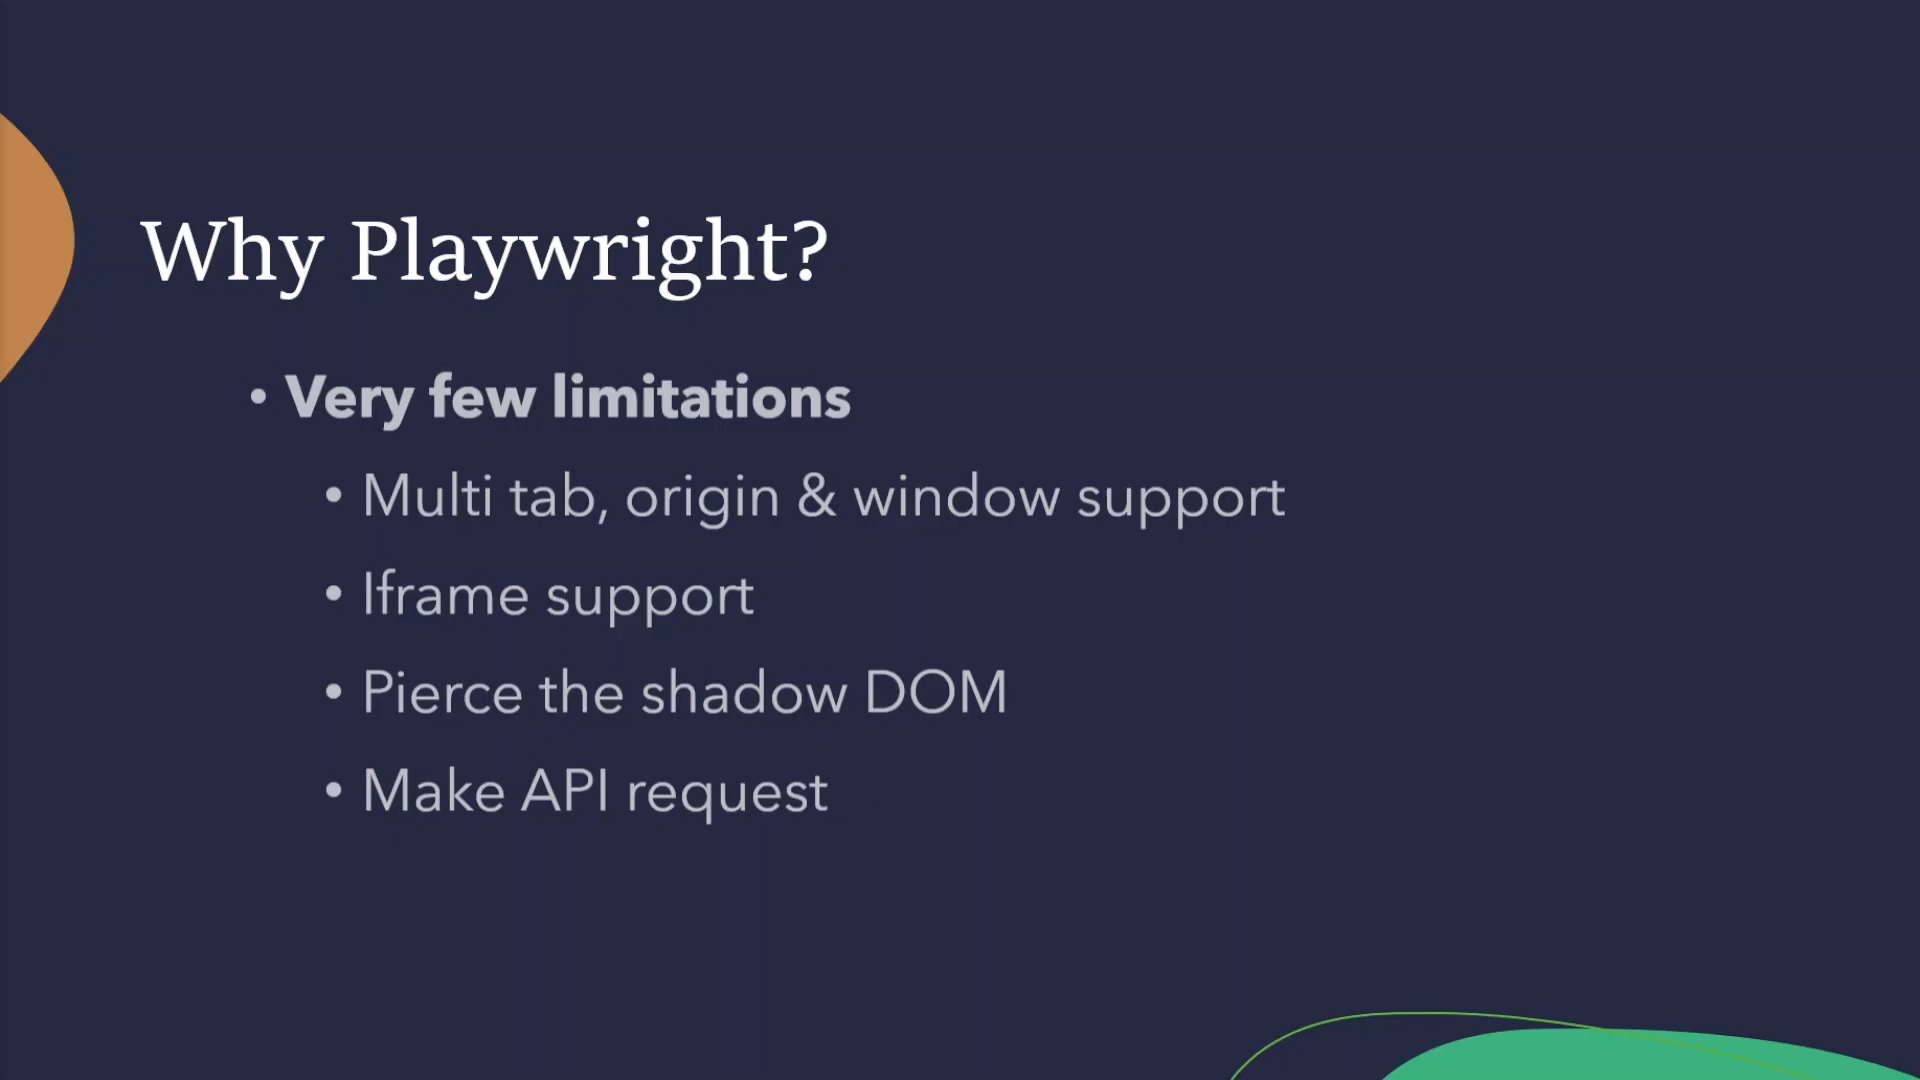 Why Playwright?
• Very few limitations
• Multi tab, origin & window support
• Iframe support
• Pierce the shadow DOM
• Make API request